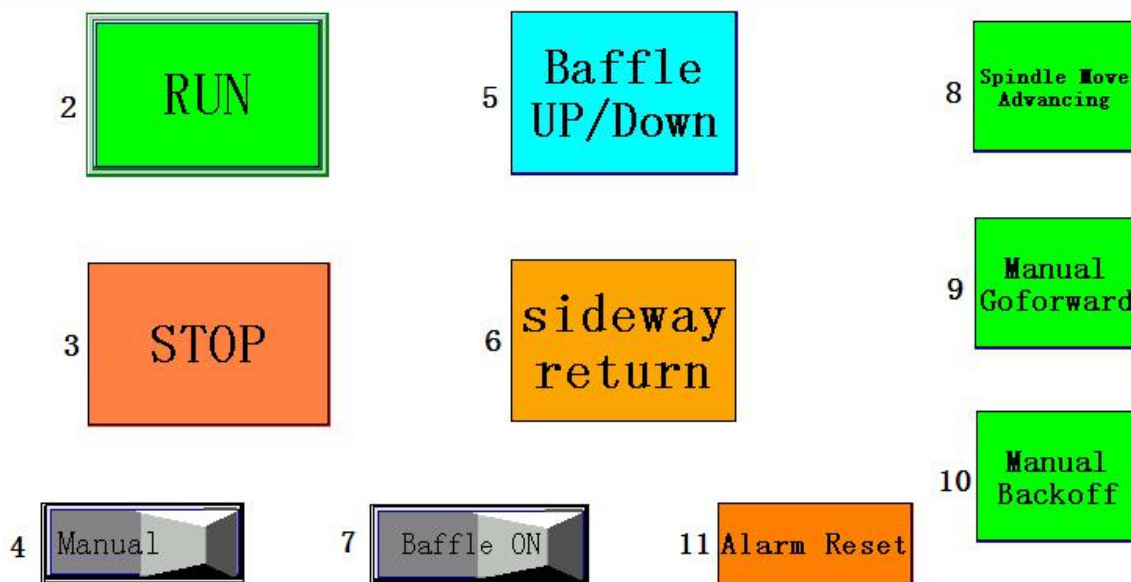 2 RUN
5 Baffle
UP/Down
8 Spindle Move
Advancing
3 STOP
6 sideway
return
9 Manual
Goforward
4 Manual
7 Baffle ON
11 Alarm Reset
10 Manual
Backoff